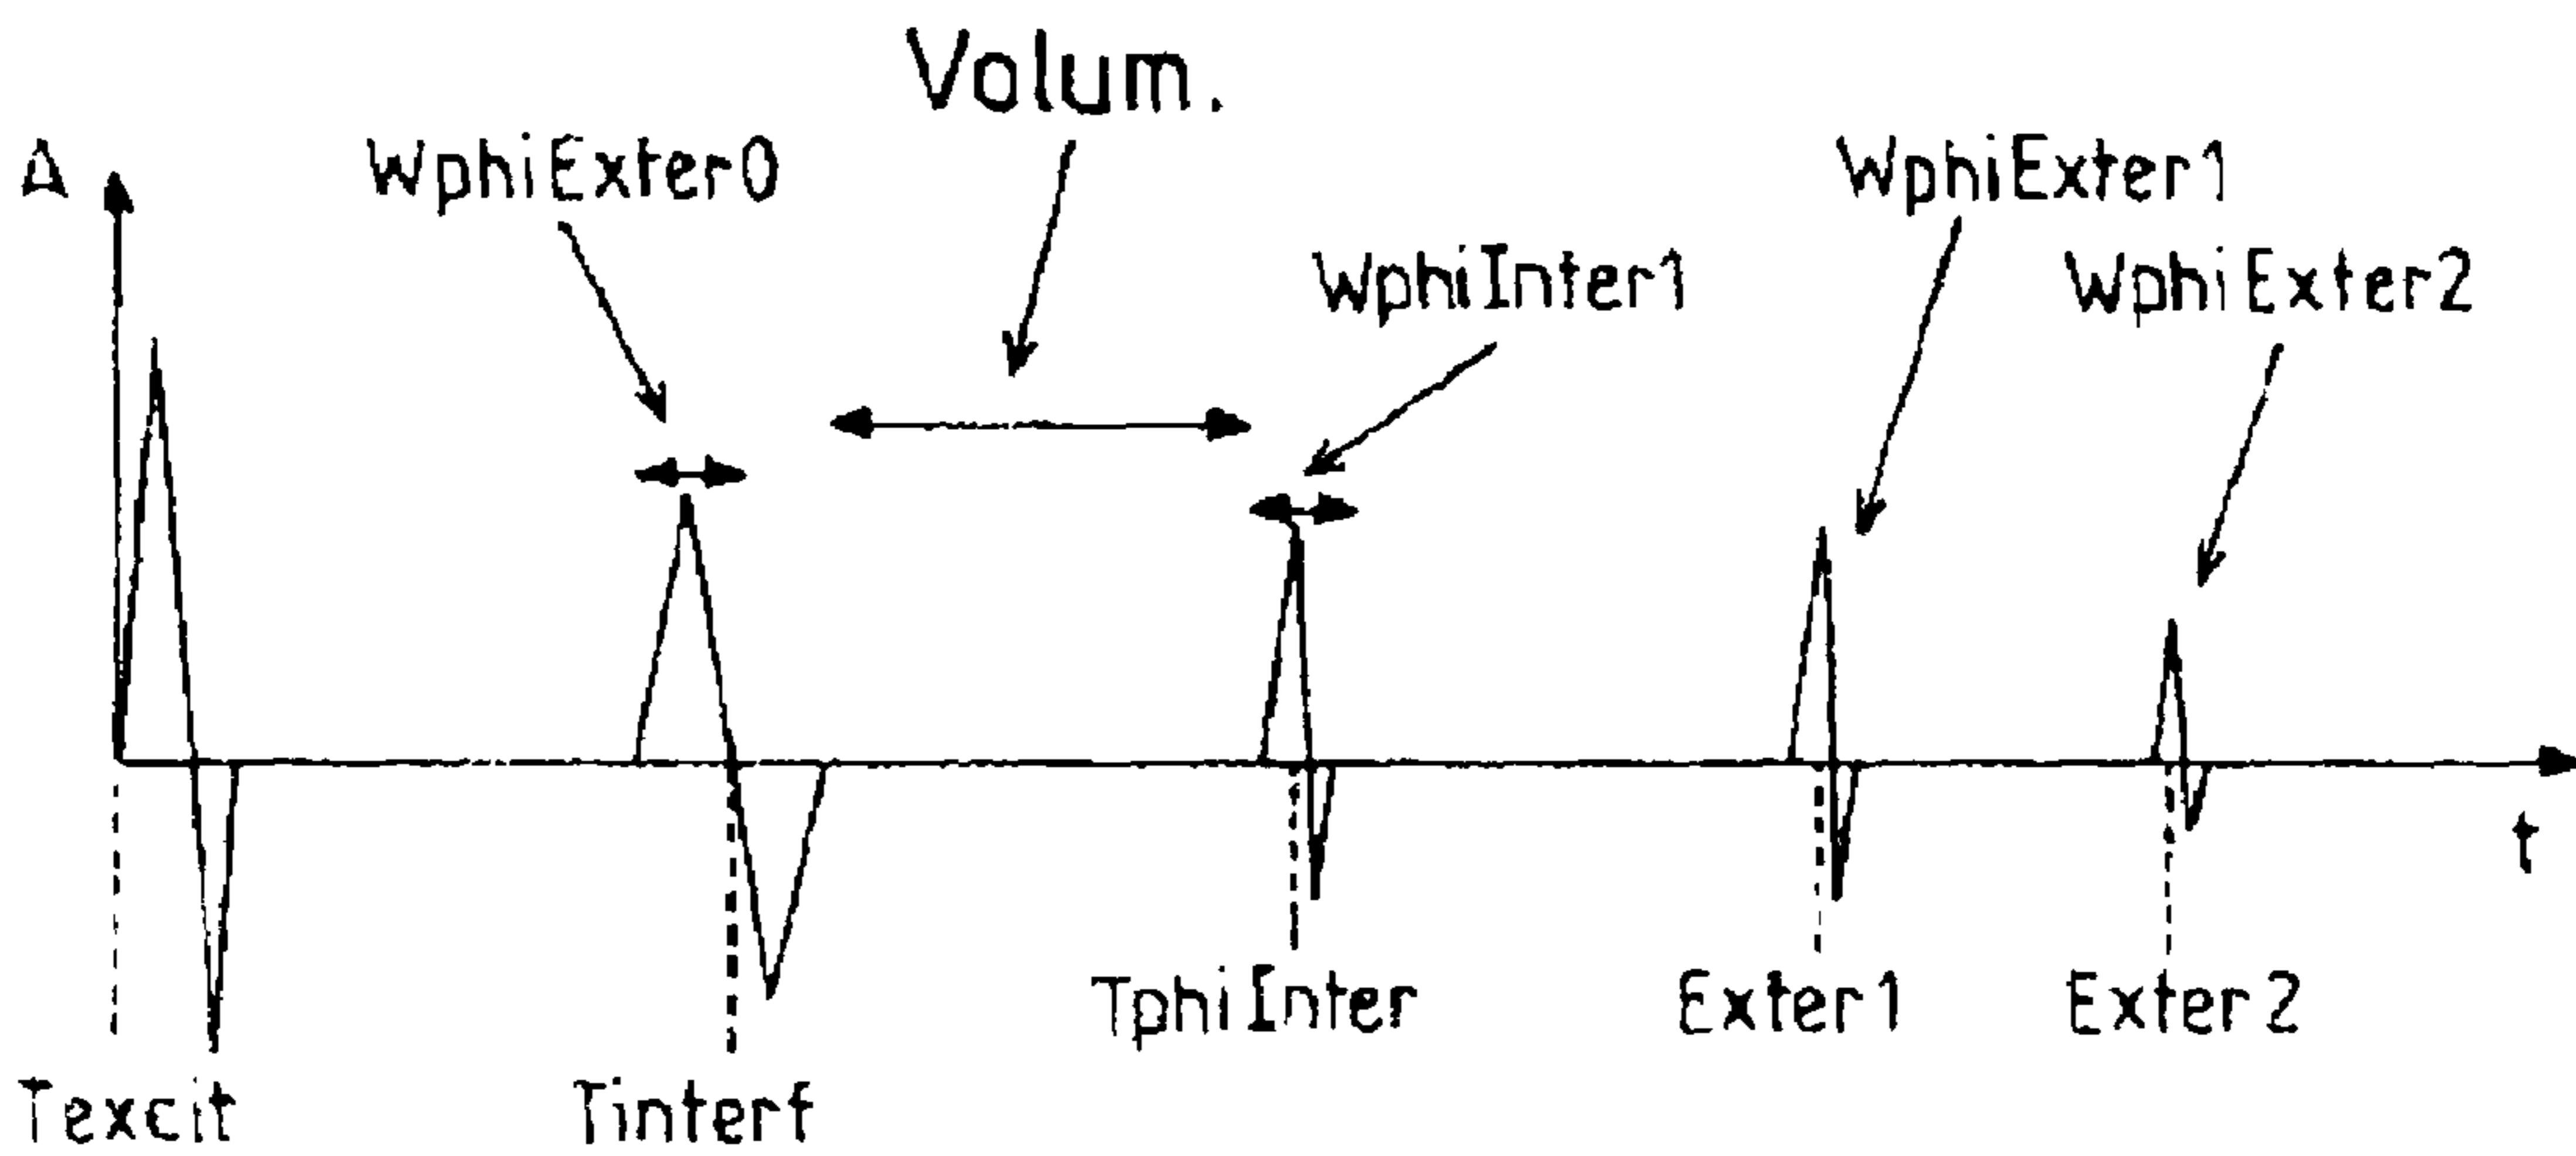 Volum.
A
WphiExter0
WphiExter1
WphiInter1
WphiExter2
t
TphiInter
Exter1
Exter2
Texcit
Tinterf